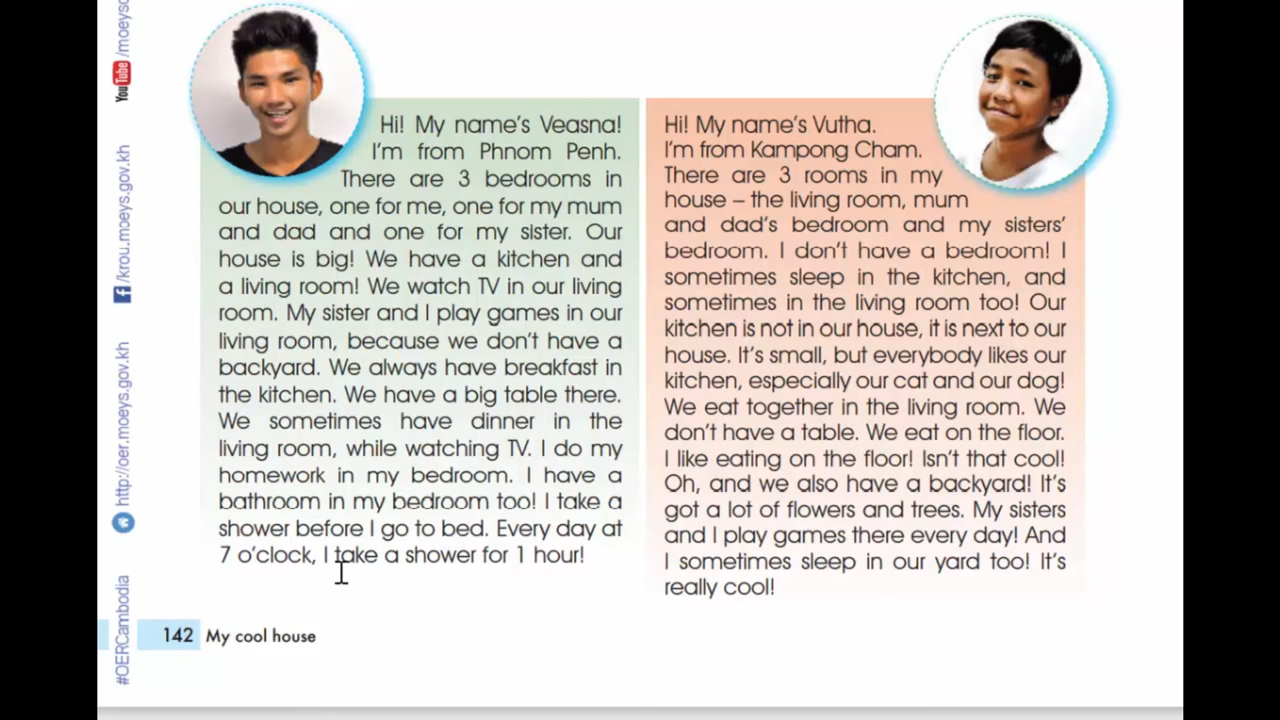 YouTube /moeys
/krou.moeys.gov.kh
http://oer.moeys.gov.kh
#OERCambodia
Hi! My name's Veasna!
I'm from Phnom Penh.
There are 3 bedrooms in
our house, one for me, one for my mum
and dad and one for my sister. Our
house is big! We have a kitchen and
a living room! We watch TV in our living
room. My sister and I play games in our
living room, because we don't have a
backyard. We always have breakfast in
the kitchen. We have a big table there.
We sometimes have dinner in the
living room, while watching TV. I do my
homework in my bedroom. I have a
bathroom in my bedroom too! I take a
shower before I go to bed. Every day at
7 o'clock, I take a shower for 1 hour!
Hi! My name's Vutha.
I'm from Kampong Cham.
There are 3 rooms in my
house – the living room, mum
and dad's bedroom and my sisters'
bedroom. I don't have a bedroom! I
sometimes sleep in the kitchen, and
sometimes in the living room too! Our
kitchen is not in our house, it is next to our
house. It's small, but everybody likes our
kitchen, especially our cat and our dog!
We eat together in the living room. We
don't have a table. We eat on the floor.
I like eating on the floor! Isn't that cool!
Oh, and we also have a backyard! It's
got a lot of flowers and trees. My sisters
and I play games there every day! And
I sometimes sleep in our yard too! It's
really cool!
142 My cool house